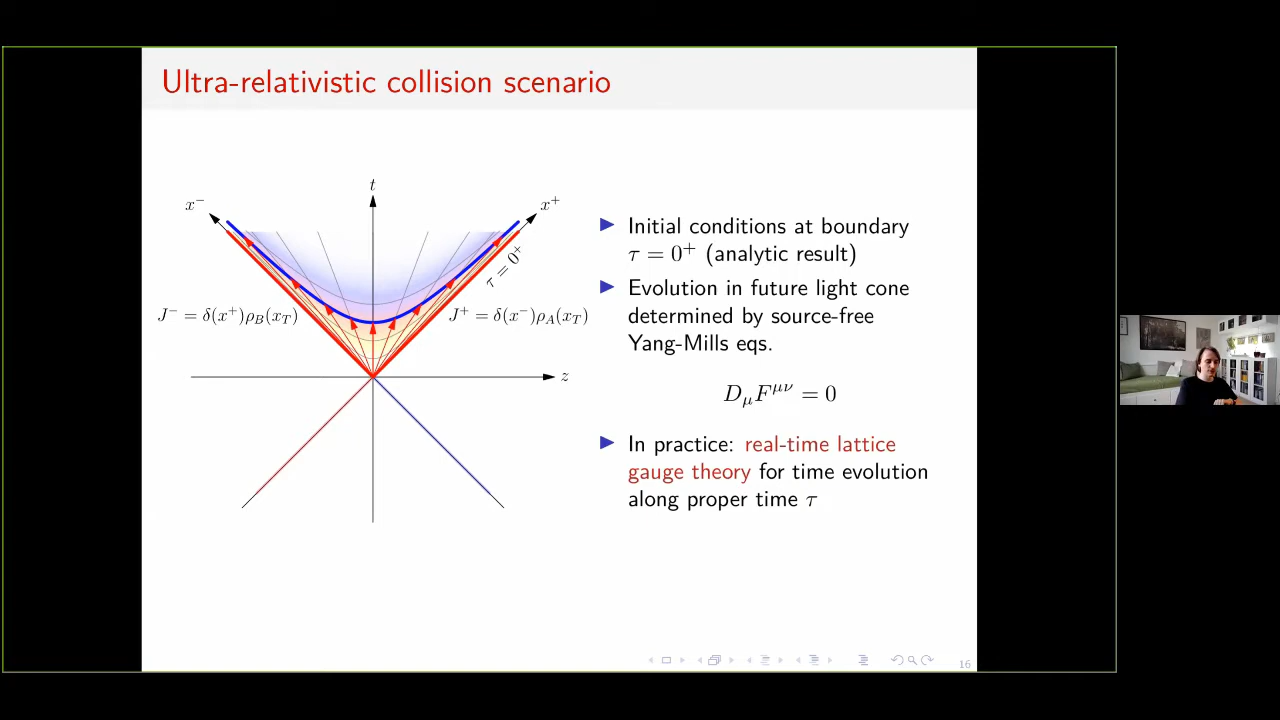 Ultra-relativistic collision scenario
t
x⁻
x⁺
τ = 0⁺
J⁻ = δ(x⁺)ρ_B(x_T)
J⁺ = δ(x⁻)ρ_A(x_T)
z
Initial conditions at boundary
τ = 0⁺ (analytic result)
Evolution in future light cone
determined by source-free
Yang-Mills eqs.
D_μF^{μν} = 0
In practice: real-time lattice
gauge theory for time evolution
along proper time τ
16